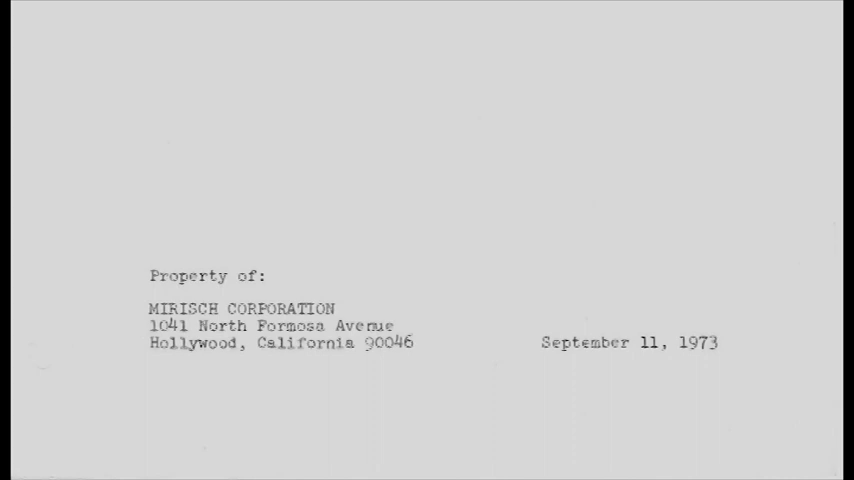 Property of:
MIRISCH CORPORATION
1041 North Formosa Avenue
Hollywood, California 90046
September 11, 1973